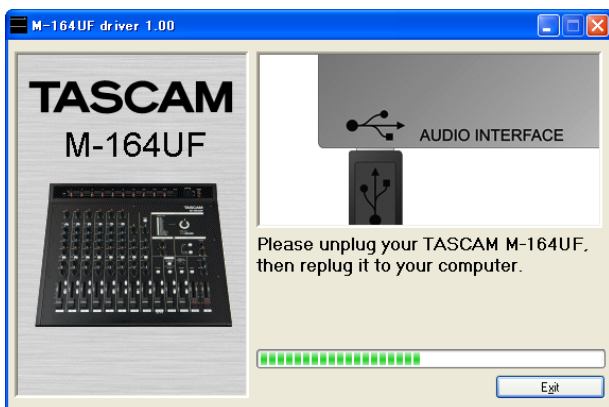 M-164UF driver 1.00
TASCAM
M-164UF
AUDIO INTERFACE
Please unplug your TASCAM M-164UF,
then replug it to your computer.
Exit